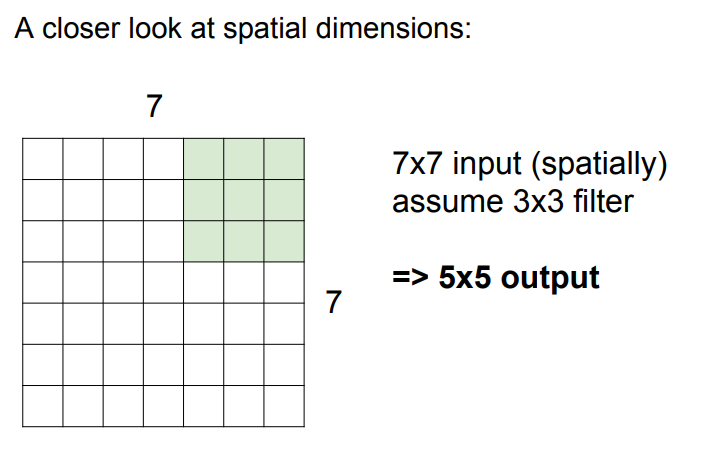 A closer look at spatial dimensions:
7
7x7 input (spatially)
assume 3x3 filter
=> 5x5 output
7